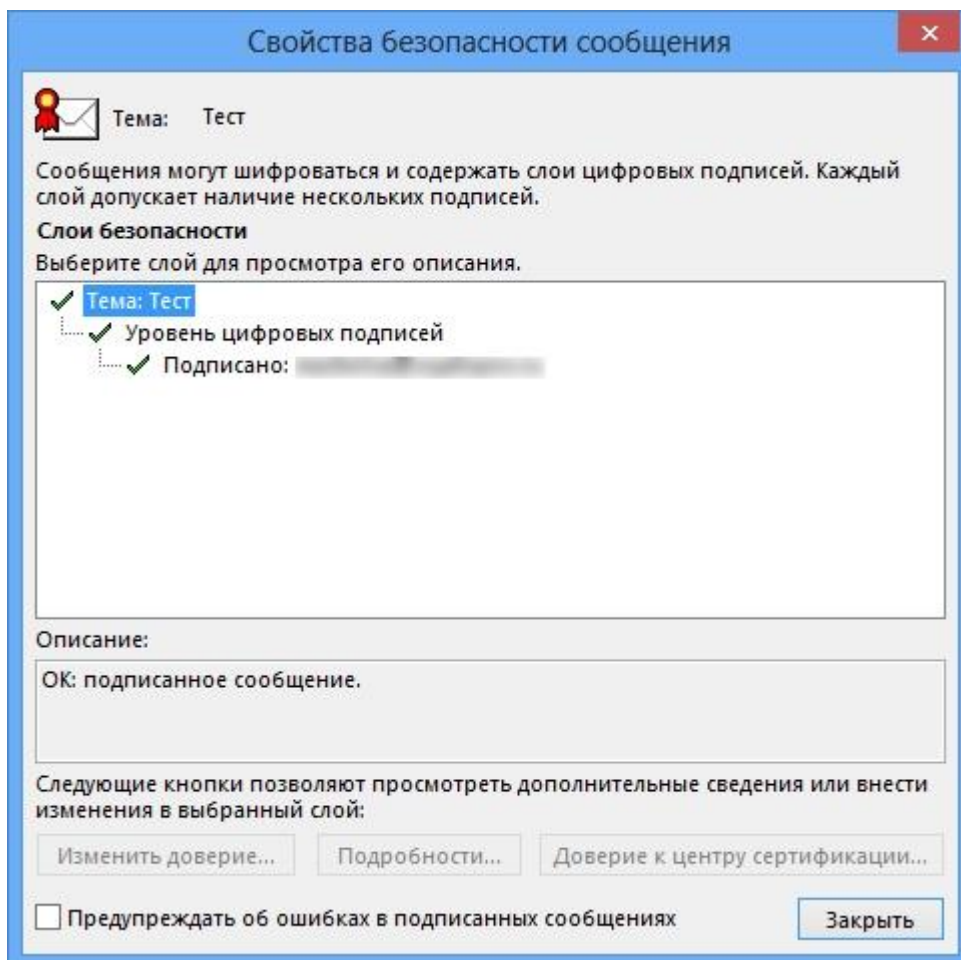 Свойства безопасности сообщения
Тема: Тест
Сообщения могут шифроваться и содержать слои цифровых подписей. Каждый
слой допускает наличие нескольких подписей.
Слои безопасности
Выберите слой для просмотра его описания.
Тема: Тест
Уровень цифровых подписей
Подписано:
Описание:
ОК: подписанное сообщение.
Следующие кнопки позволяют просмотреть дополнительные сведения или внести
изменения в выбранный слой:
Изменить доверие... Подробности... Доверие к центру сертификации...
Предупреждать об ошибках в подписанных сообщениях Закрыть